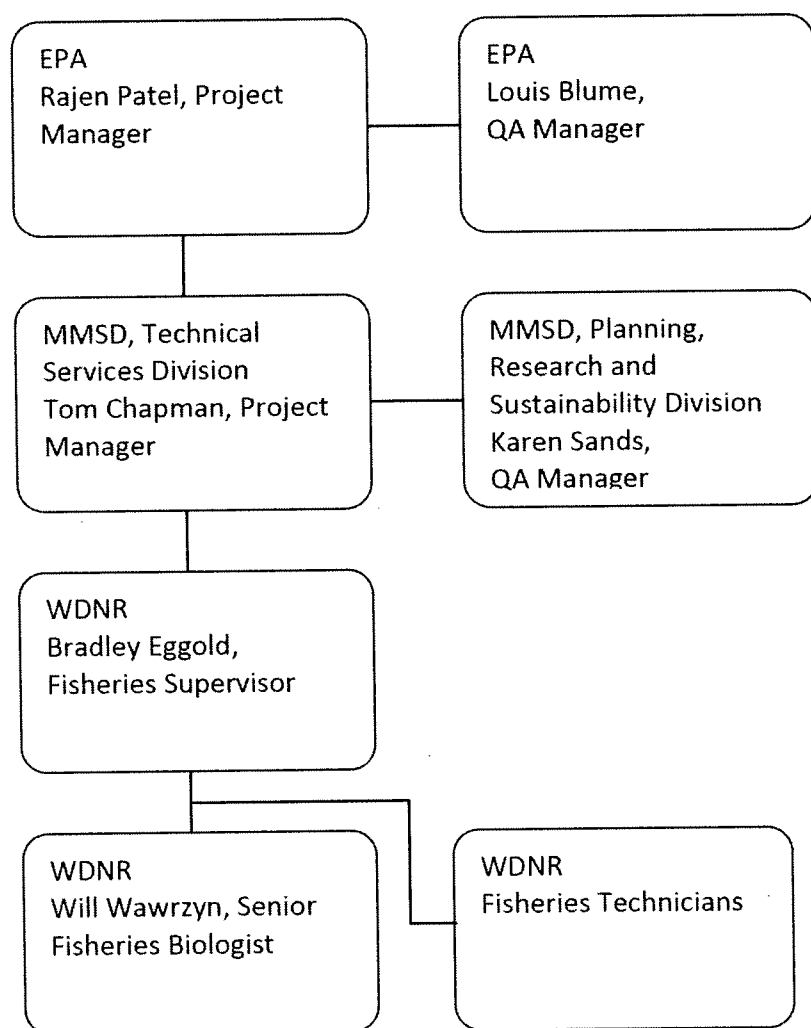 EPA
Rajen Patel, Project
Manager
EPA
Louis Blume,
QA Manager
MMSD, Technical
Services Division
Tom Chapman, Project
Manager
MMSD, Planning,
Research and
Sustainability Division
Karen Sands,
QA Manager
WDNR
Bradley Eggold,
Fisheries Supervisor
WDNR
Will Wawrzyn, Senior
Fisheries Biologist
WDNR
Fisheries Technicians